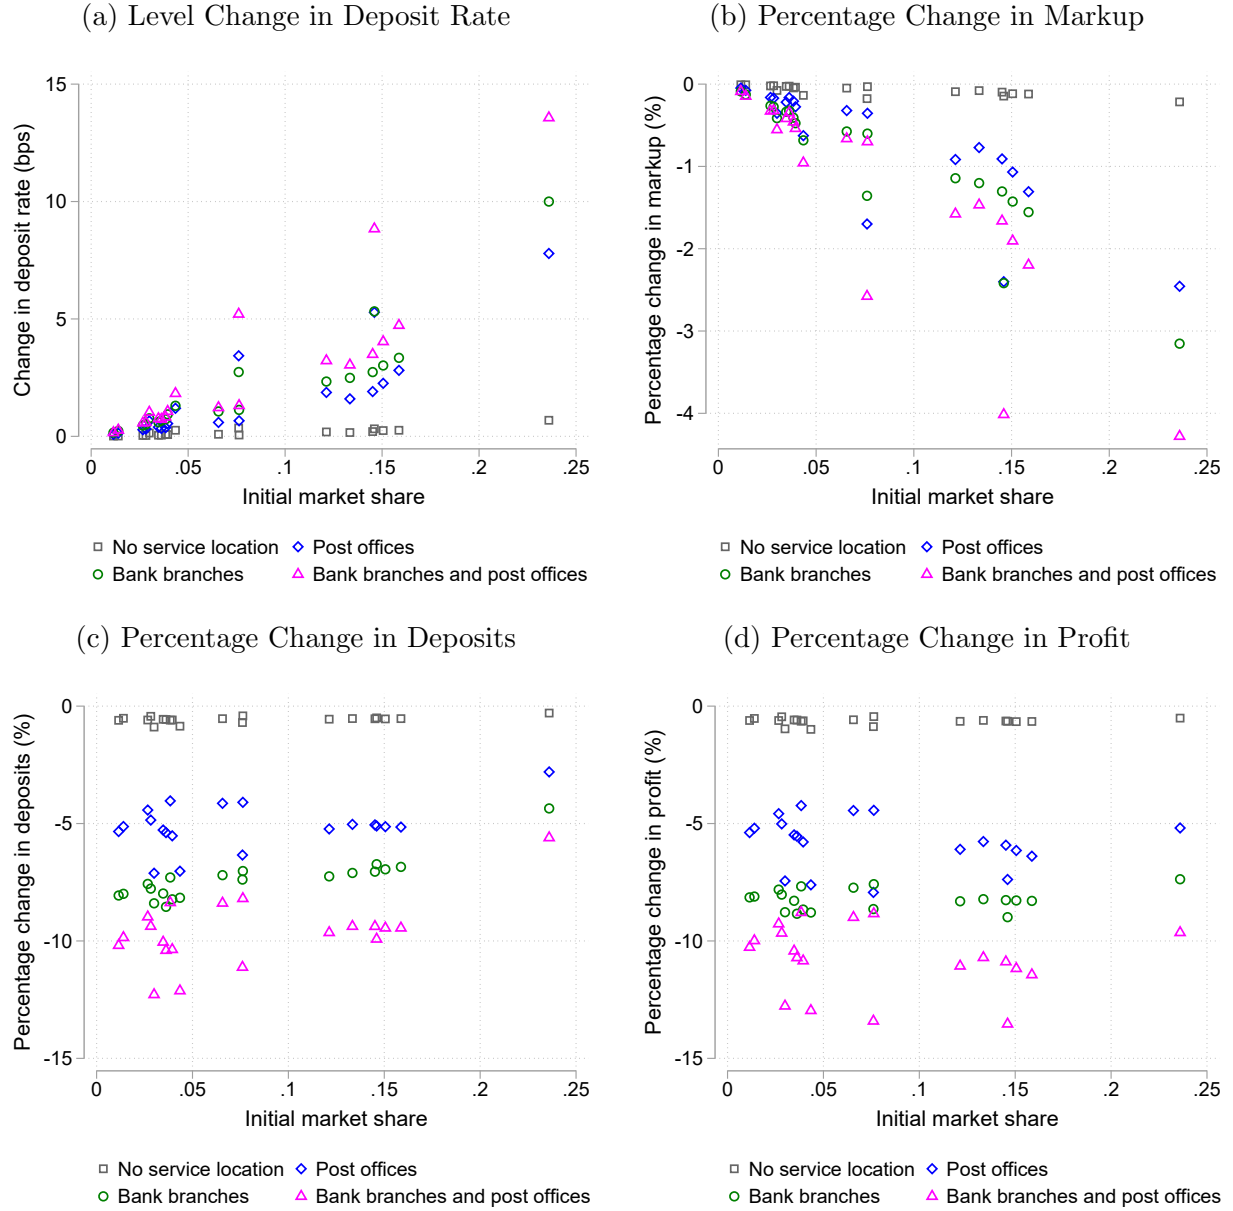 (a) Level Change in Deposit Rate
Change in deposit rate (bps)
15
10
5
0
0 .05 .1 .15 .2 .25
Initial market share
No service location Post offices
Bank branches Bank branches and post offices
(b) Percentage Change in Markup
Percentage change in markup (%)
0
-1
-2
-3
-4
0 .05 .1 .15 .2 .25
Initial market share
No service location Post offices
Bank branches Bank branches and post offices
(c) Percentage Change in Deposits
Percentage change in deposits (%)
0
-5
-10
-15
0 .05 .1 .15 .2 .25
Initial market share
No service location Post offices
Bank branches Bank branches and post offices
(d) Percentage Change in Profit
Percentage change in profit (%)
0
-5
-10
-15
0 .05 .1 .15 .2 .25
Initial market share
No service location Post offices
Bank branches Bank branches and post offices